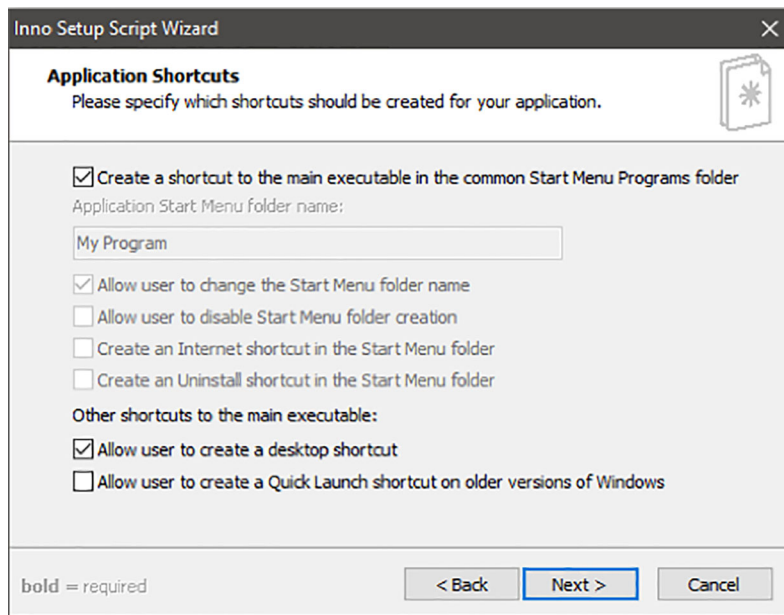 Inno Setup Script Wizard
Application Shortcuts
Please specify which shortcuts should be created for your application.
Create a shortcut to the main executable in the common Start Menu Programs folder
Application Start Menu folder name:
My Program
Allow user to change the Start Menu folder name
Allow user to disable Start Menu folder creation
Create an Internet shortcut in the Start Menu folder
Create an Uninstall shortcut in the Start Menu folder
Other shortcuts to the main executable:
Allow user to create a desktop shortcut
Allow user to create a Quick Launch shortcut on older versions of Windows
bold = required
< Back
Next >
Cancel